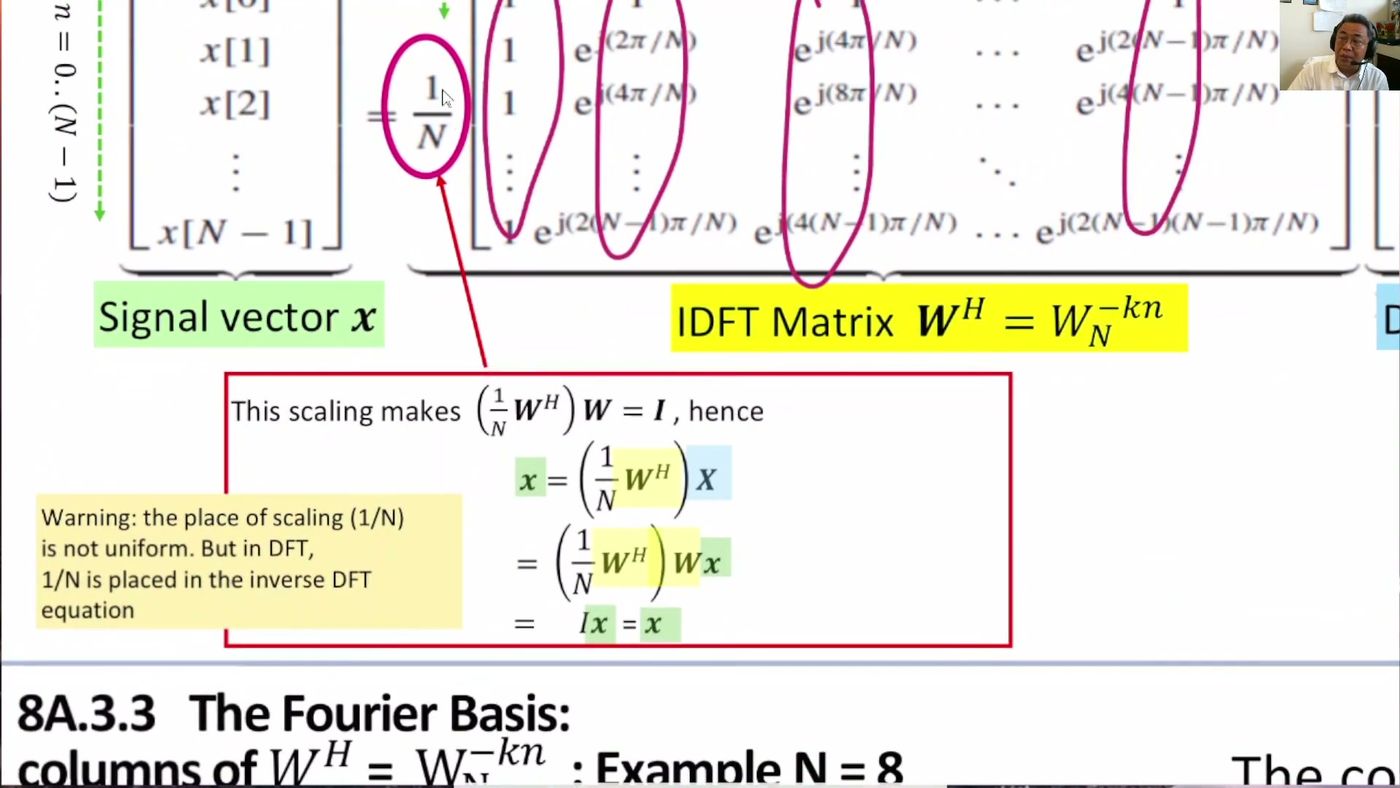 n = 0..(N − 1)
x[1]
x[2]
⋮
x[N − 1]
= 1/N
1 e^{j(2π/N)} e^{j(4π/N)} ... e^{j(2(N−1)π/N)}
1 e^{j(4π/N)} e^{j(8π/N)} ... e^{j(4(N−1)π/N)}
⋮ ⋮ ⋮ ⋱ ⋮
1 e^{j(2(N−1)π/N)} e^{j(4(N−1)π/N)} ... e^{j(2(N−1)(N−1)π/N)}
Signal vector x
IDFT Matrix W^H = W_N^{−kn}
This scaling makes (1/N W^H) W = I , hence
x = (1/N W^H) X
= (1/N W^H) Wx
= Ix = x
Warning: the place of scaling (1/N)
is not uniform. But in DFT,
1/N is placed in the inverse DFT
equation
8A.3.3 The Fourier Basis:
columns of W^H = W_N^{−kn} : Example N = 8
The co